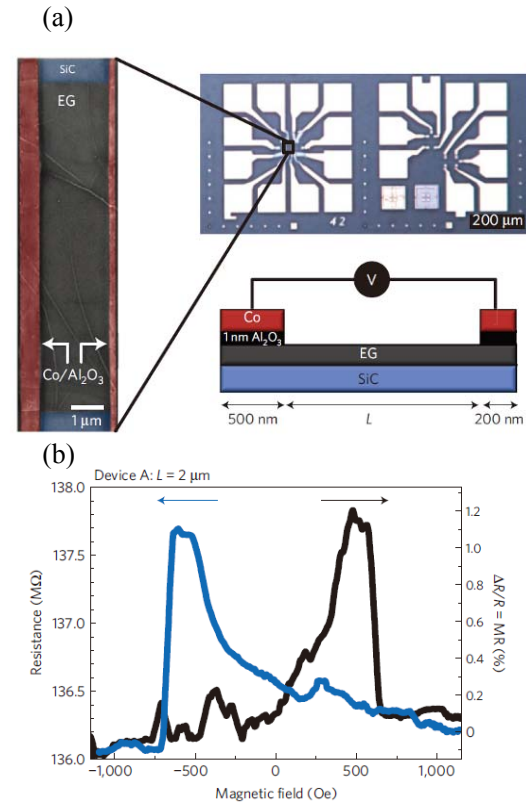 (a)
SiC
EG
Co/Al₂O₃
1 μm
42
200 μm
V
Co
1 nm Al₂O₃
EG
SiC
500 nm L 200 nm
(b)
Device A: L = 2 μm
138.0
137.5
137.0
136.5
136.0
Resistance (MΩ)
1.2
1.0
0.8
0.6
0.4
0.2
0
ΔR/R = MR (%)
−1,000 −500 0 500 1,000
Magnetic field (Oe)